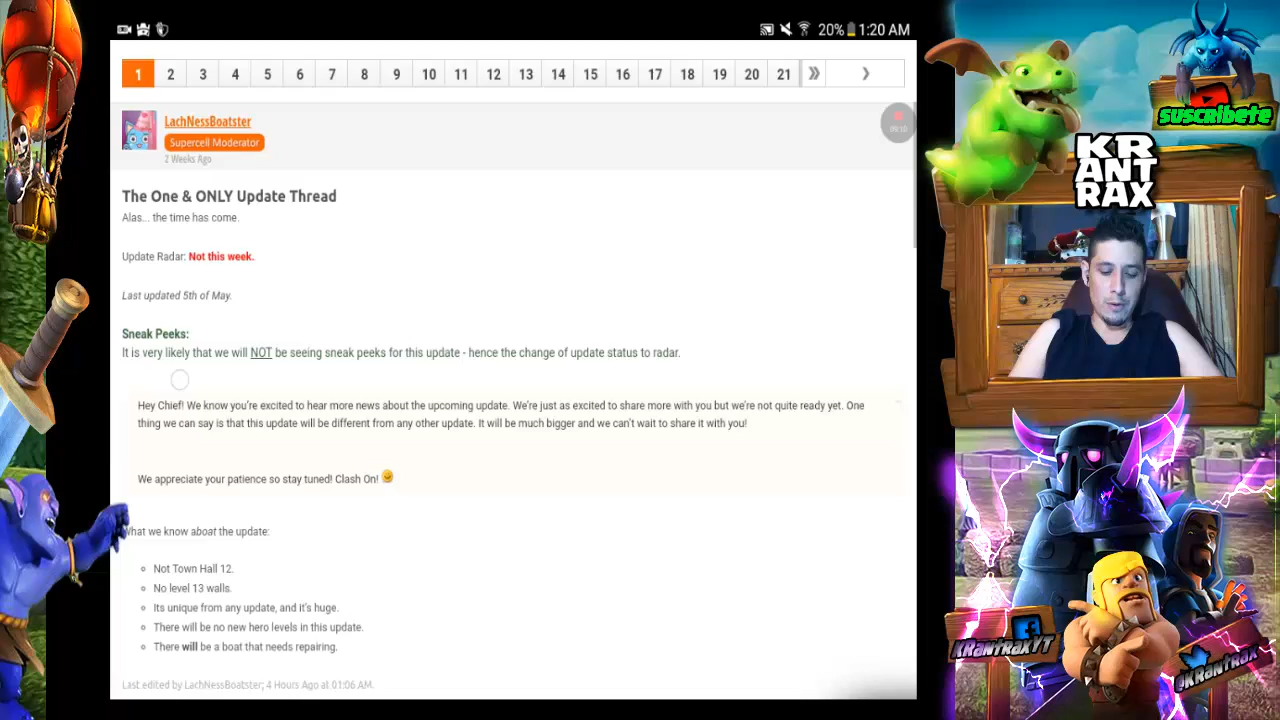 20% 1:20 AM
1 2 3 4 5 6 7 8 9 10 11 12 13 14 15 16 17 18 19 20 21 » >
LachNessBoatster
Supercell Moderator
2 Weeks Ago
The One & ONLY Update Thread
Alas... the time has come.
Update Radar: Not this week.
Last updated 5th of May.
Sneak Peeks:
It is very likely that we will NOT be seeing sneak peeks for this update - hence the change of update status to radar.
Hey Chief! We know you're excited to hear more news about the upcoming update. We're just as excited to share more with you but we're not quite ready yet. One
thing we can say is that this update will be different from any other update. It will be much bigger and we can't wait to share it with you!
We appreciate your patience so stay tuned! Clash On!
What we know aboat the update:
Not Town Hall 12.
No level 13 walls.
Its unique from any update, and it's huge.
There will be no new hero levels in this update.
There will be a boat that needs repairing.
Last edited by LachNessBoatster; 4 Hours Ago at 01:06 AM.
suscribete
KR
ANT
RAX
KRantraxYT
@KRantrax